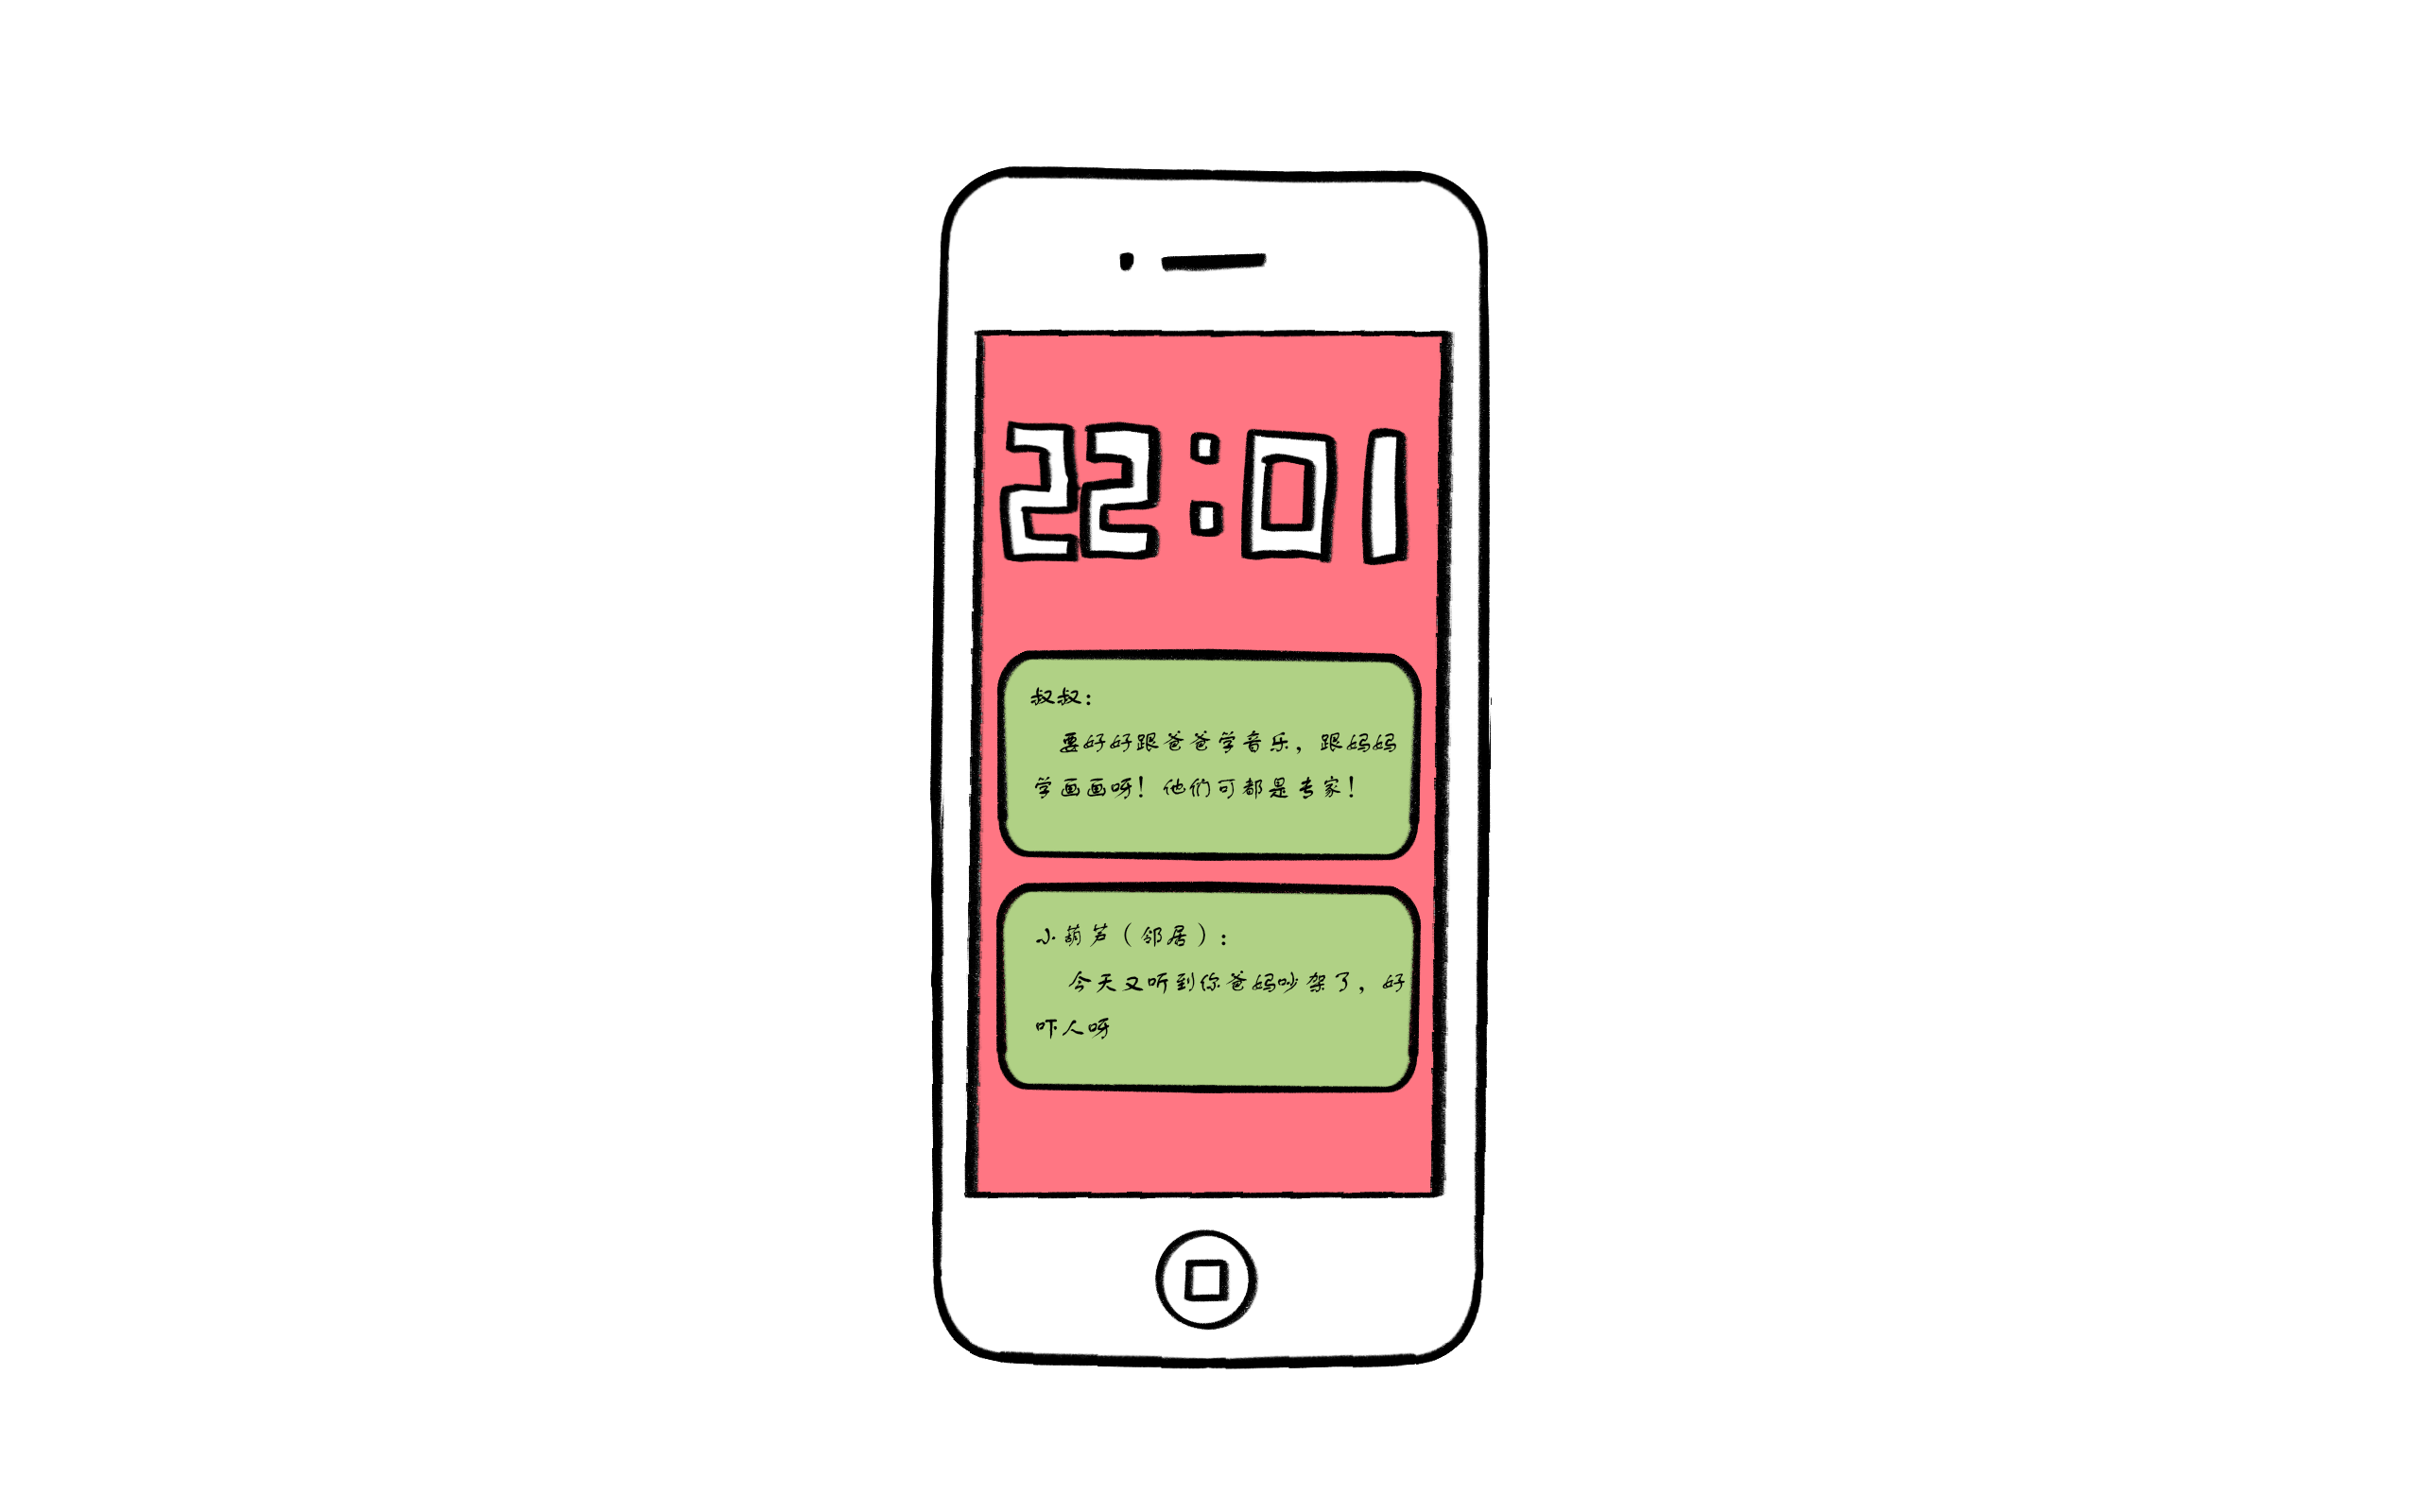 22:01
叔叔：
要好好跟爸爸学音乐，跟妈妈
学画画呀！他们可都是专家！
小葫芦（邻居）：
今天又听到你爸妈吵架了，好
吓人呀